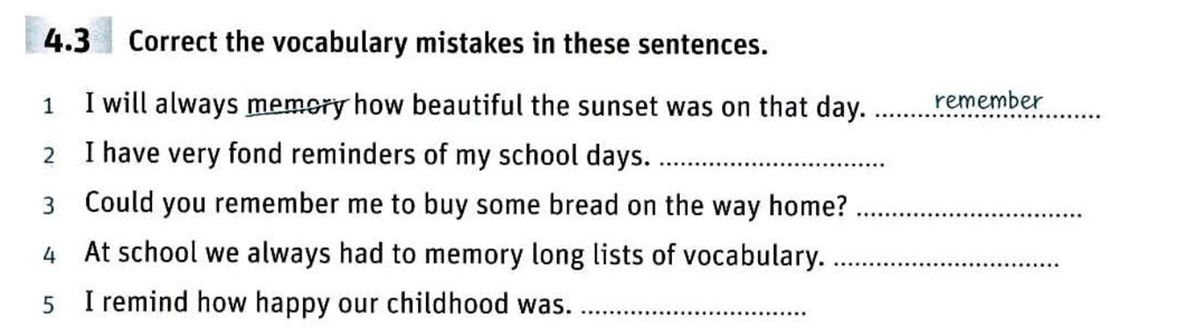 4.3 Correct the vocabulary mistakes in these sentences.
1 I will always memory how beautiful the sunset was on that day. ........remember........
2 I have very fond reminders of my school days. ................................
3 Could you remember me to buy some bread on the way home? ................................
4 At school we always had to memory long lists of vocabulary. ................................
5 I remind how happy our childhood was. ................................